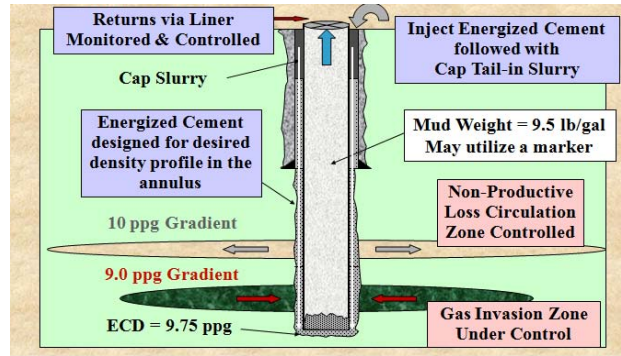 Returns via Liner
Monitored & Controlled
Inject Energized Cement
followed with
Cap Tail-in Slurry
Cap Slurry
Energized Cement
designed for desired
density profile in the
annulus
Mud Weight = 9.5 lb/gal
May utilize a marker
Non-Productive
Loss Circulation
Zone Controlled
10 ppg Gradient
9.0 ppg Gradient
ECD = 9.75 ppg
Gas Invasion Zone
Under Control